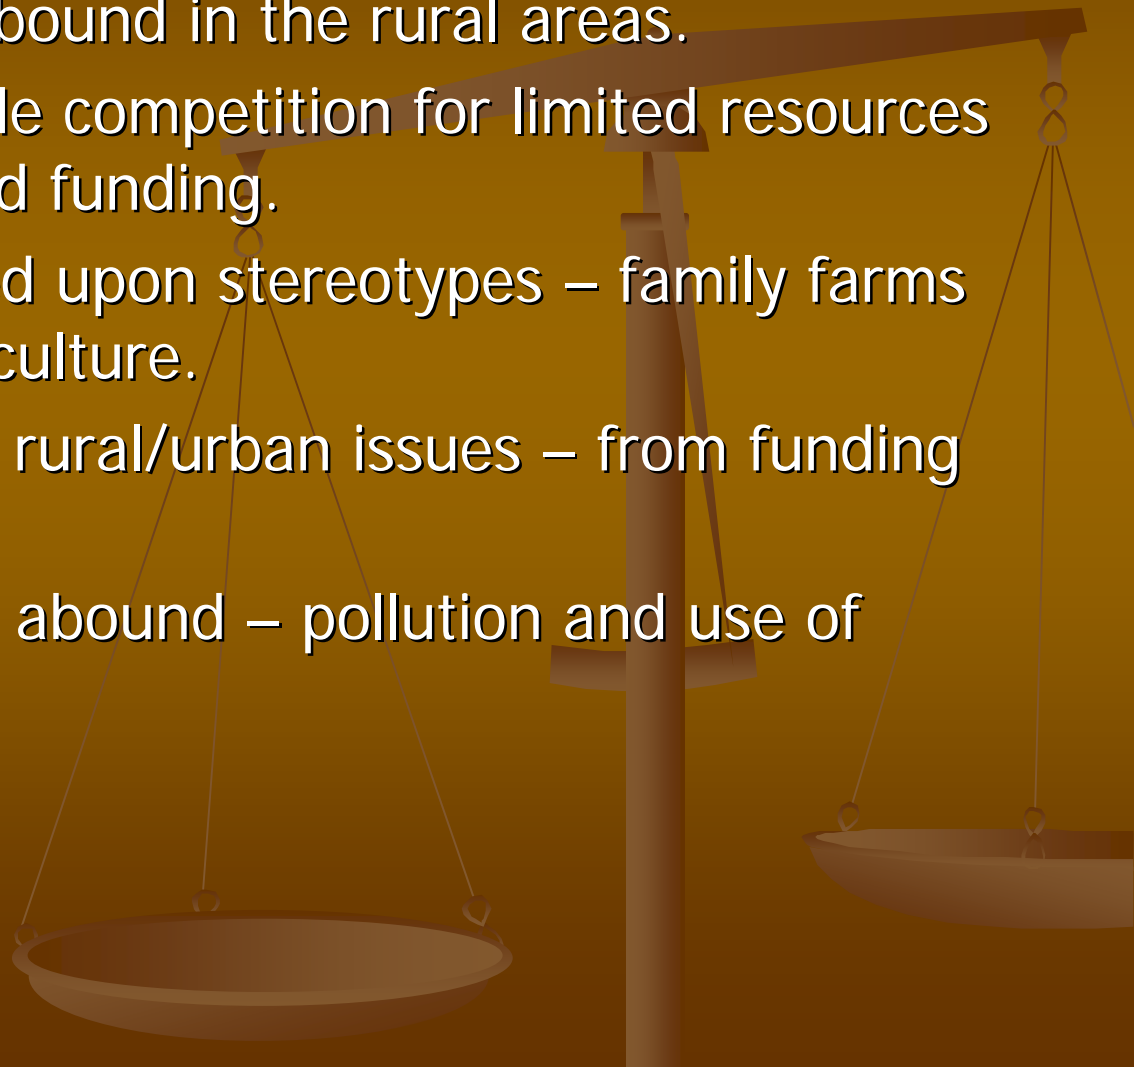 bound in the rural areas.
le competition for limited resources
d funding.
d upon stereotypes – family farms
culture.
rural/urban issues – from funding
abound – pollution and use of